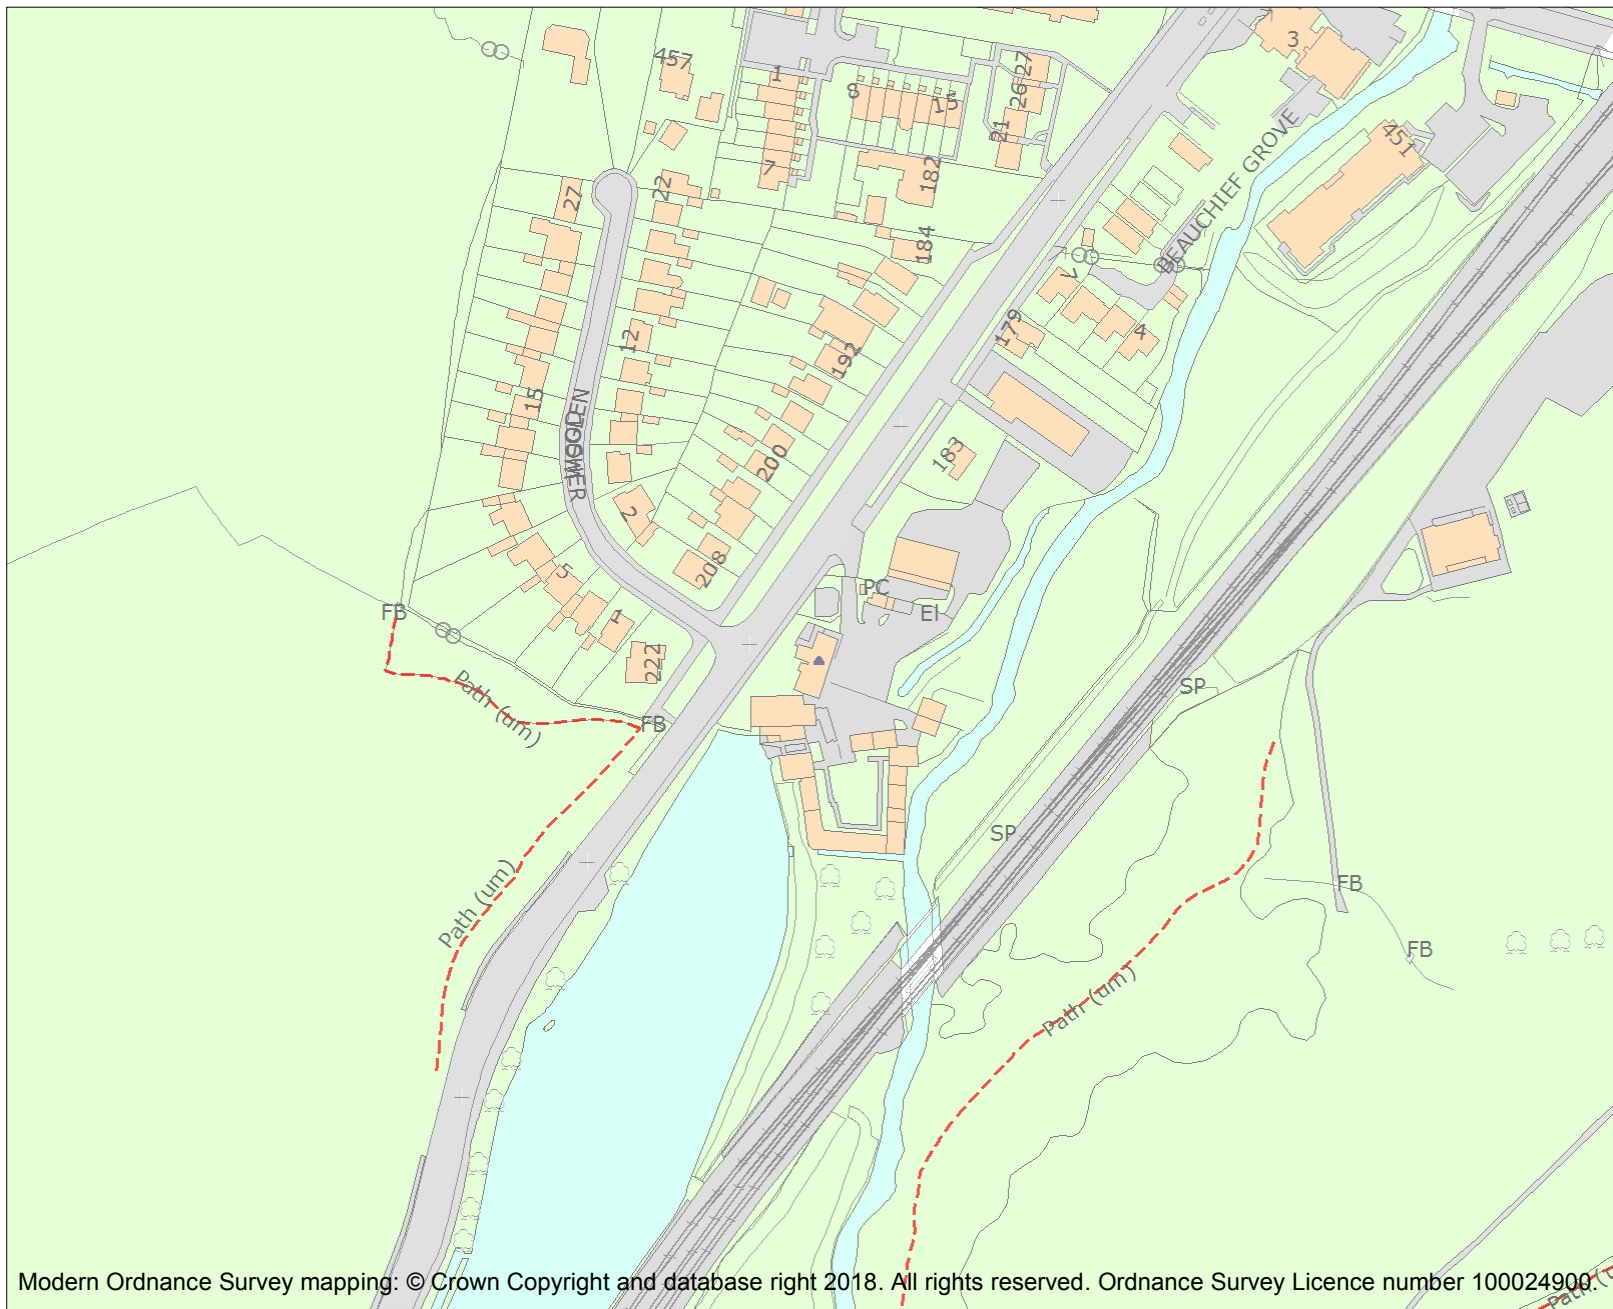 457
1
8
15
26
27
3
21
7
182
22
27
184
BEAUCHIEF GROVE
451
7
12
192
179
4
15
LADIES
200
183
2
208
5
PC
El
1
FB
222
Path (um)
FB
SP
SP
Path (um)
FB
FB
Path (um)
Modern Ordnance Survey mapping: © Crown Copyright and database right 2018. All rights reserved. Ordnance Survey Licence number 100024900.
Path (u